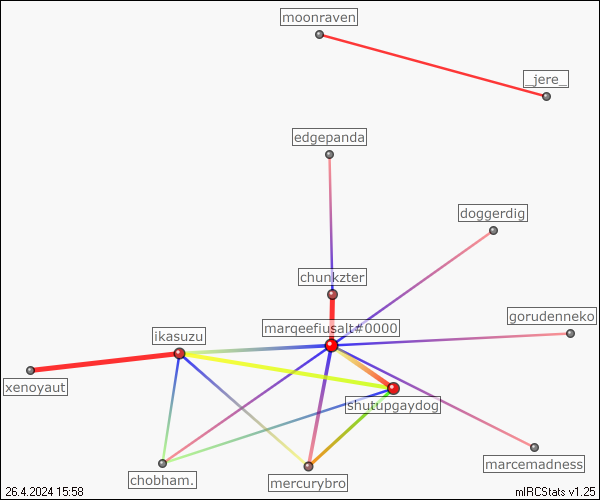 moonraven
_jere_
edgepanda
doggerdig
chunkzter
gorudenneko
marqeefiusalt#0000
ikasuzu
xenoyaut
shutupgaydog
marcemadness
chobham.
mercurybro
26.4.2024 15:58
mIRCStats v1.25